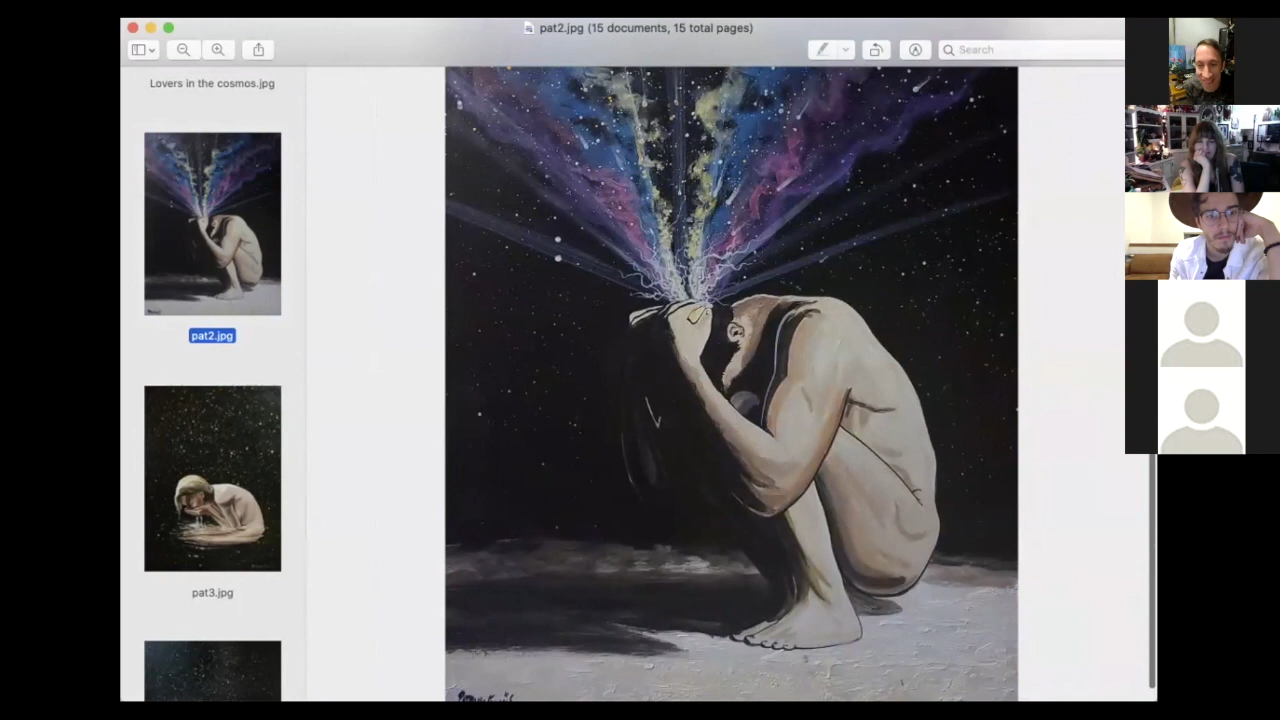 pat2.jpg (15 documents, 15 total pages)
Search
Lovers in the cosmos.jpg
pat2.jpg
pat3.jpg